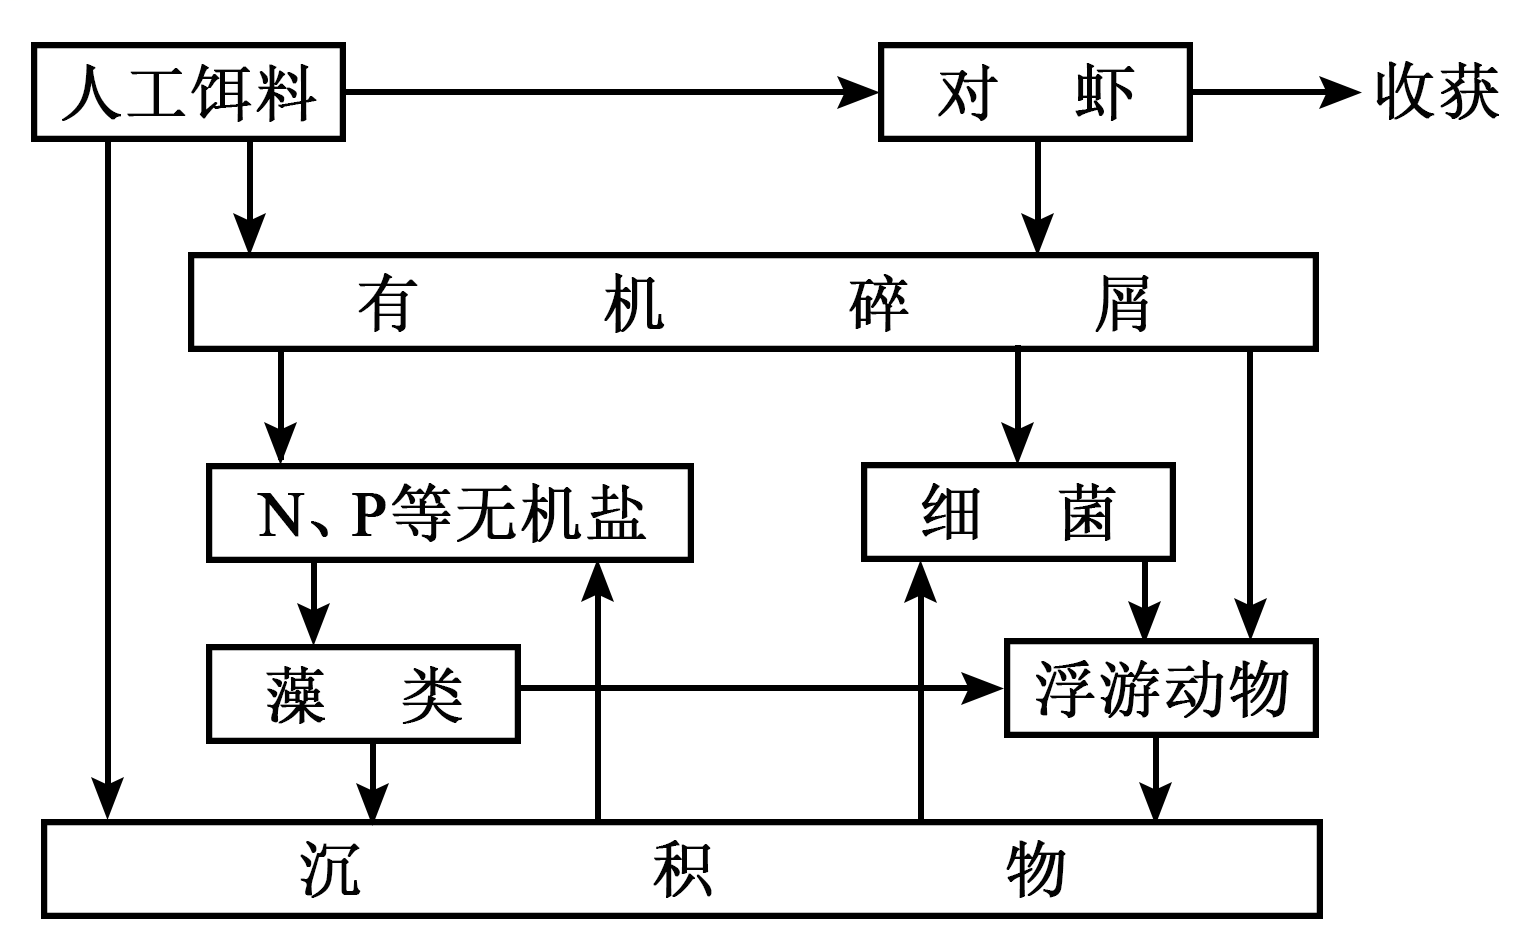 人工饵料
对虾
收获
有机碎屑
N、P等无机盐
细菌
藻类
浮游动物
沉积物